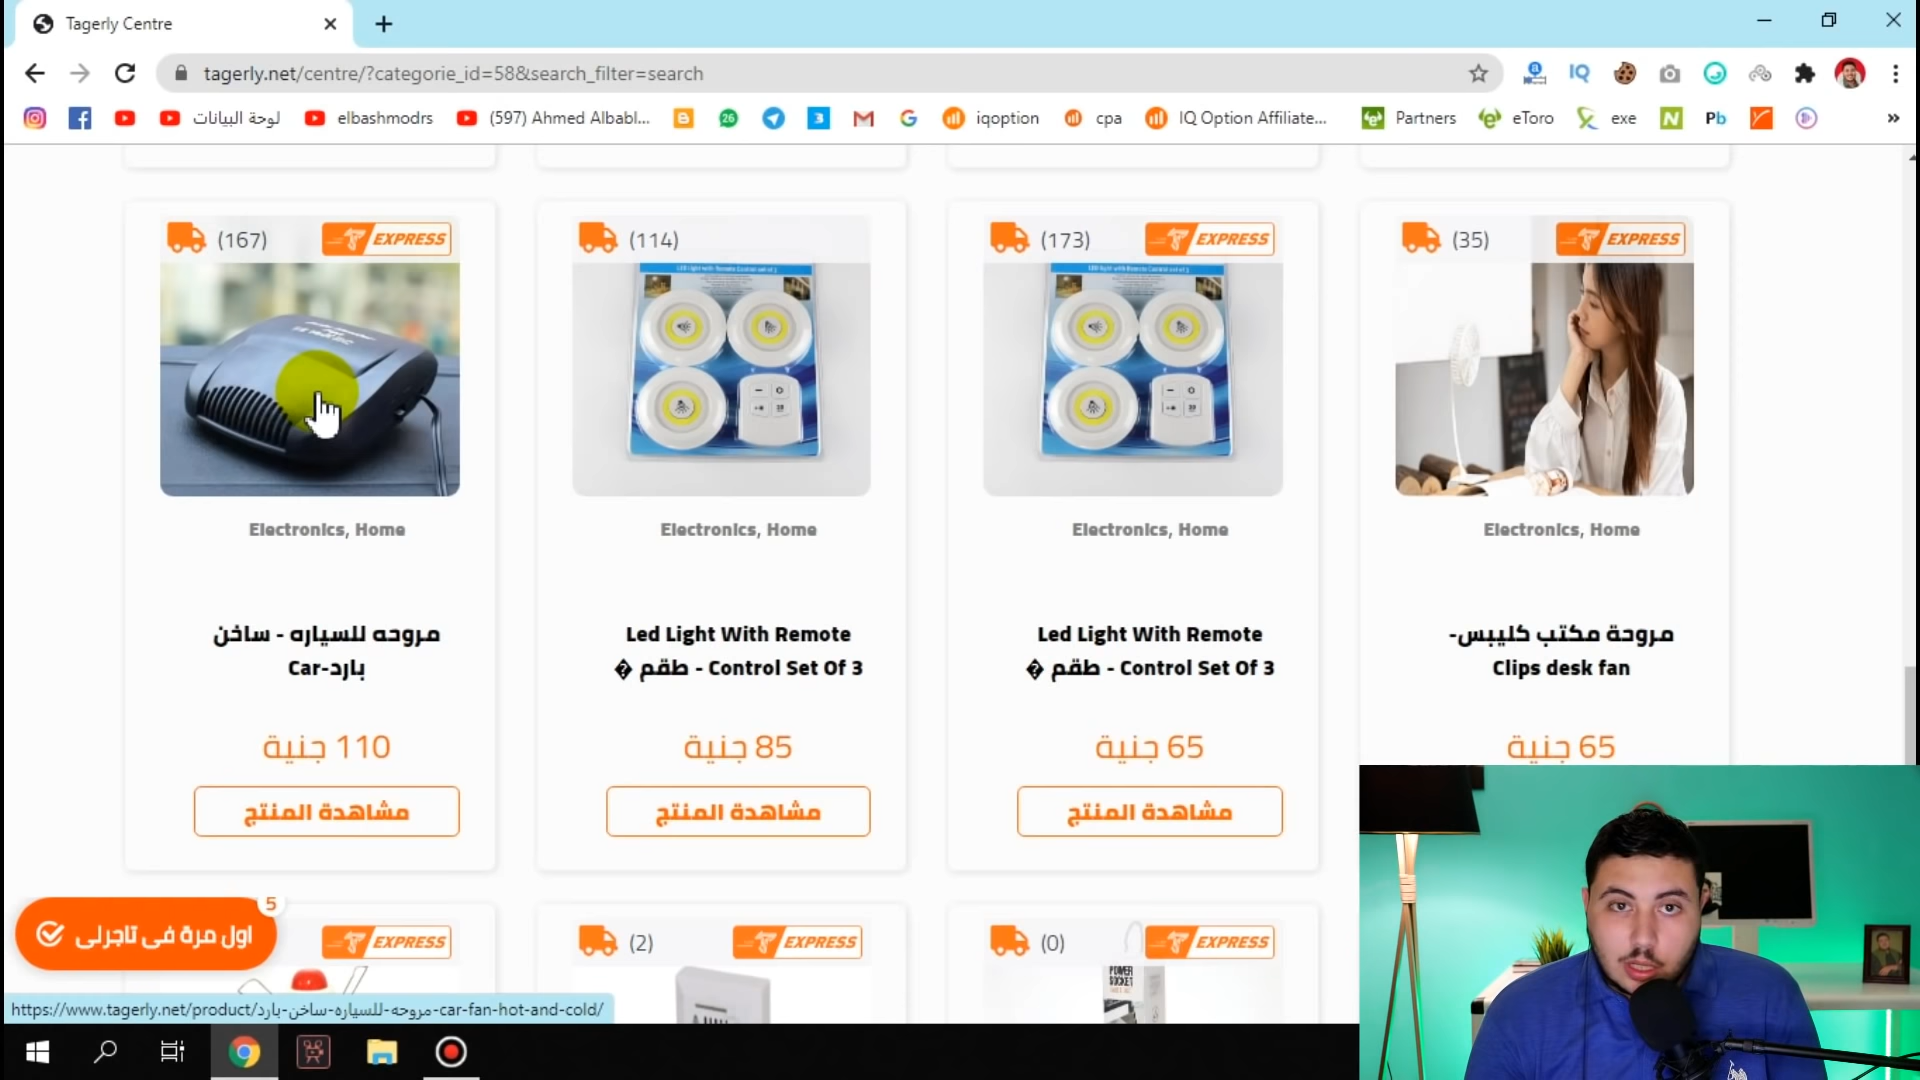 Tagerly Centre
tagerly.net/centre/?categorie_id=58&search_filter=search
لوحة البيانات
elbashmodrs
(597) Ahmed Albabl...
26
iqoption
cpa
IQ Option Affiliate...
Partners
eToro
exe
IQ
Pb
(167)
EXPRESS
(114)
(173)
EXPRESS
(35)
EXPRESS
Electronics, Home
Electronics, Home
Electronics, Home
Electronics, Home
مروحه للسياره - ساخن
بارد-Car
Led Light With Remote
Control Set Of 3 - طقم �
Led Light With Remote
Control Set Of 3 - طقم �
مروحة مكتب كليبس-
Clips desk fan
110 جنية
85 جنية
65 جنية
65 جنية
مشاهدة المنتج
مشاهدة المنتج
مشاهدة المنتج
5
اول مرة فى تاجرلى
EXPRESS
(2)
EXPRESS
(0)
EXPRESS
POWER
SOCKET
https://www.tagerly.net/product/مروحه-للسياره-ساخن-بارد-car-fan-hot-and-cold/